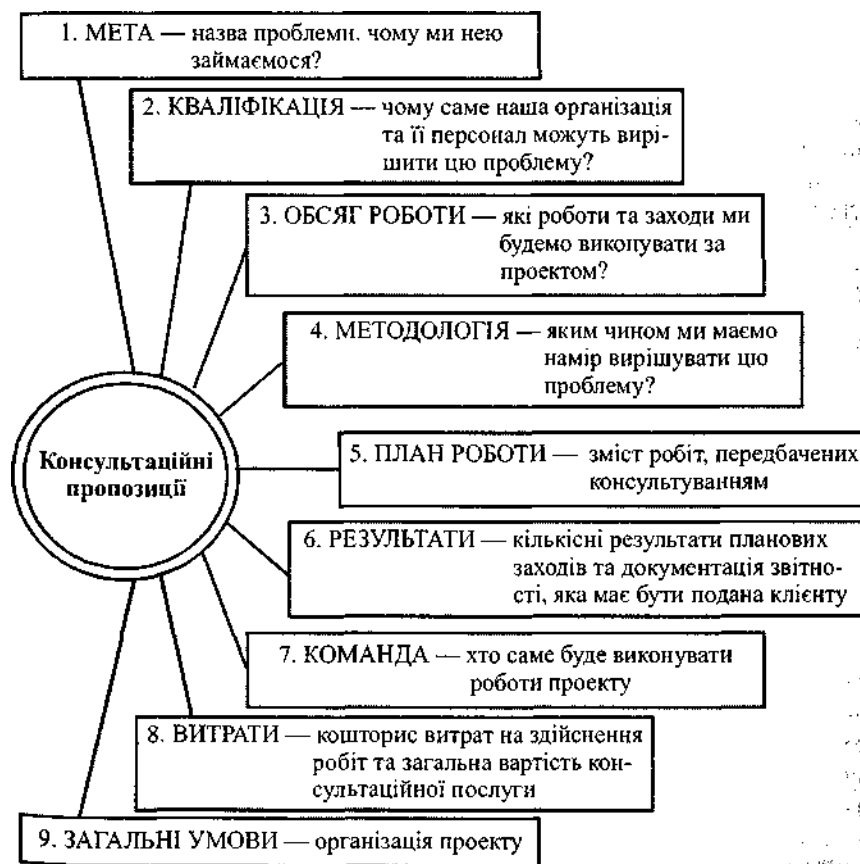 1. МЕТА — назва проблеми. чому ми нею
займаємося?
2. КВАЛІФІКАЦІЯ — чому саме наша організація
та її персонал можуть вирі-
шити цю проблему?
3. ОБСЯГ РОБОТИ — які роботи та заходи ми
будемо виконувати за
проектом?
4. МЕТОДОЛОГІЯ — яким чином ми маємо
намір вирішувати цю
проблему?
Консультаційні
пропозиції
5. ПЛАН РОБОТИ — зміст робіт, передбачених
консультуванням
6. РЕЗУЛЬТАТИ — кількісні результати планових
заходів та документація звітно-
сті, яка має бути подана клієнту
7. КОМАНДА — хто саме буде виконувати
роботи проекту
8. ВИТРАТИ — кошторис витрат на здійснення
робіт та загальна вартість кон-
сультаційної послуги
9. ЗАГАЛЬНІ УМОВИ — організація проекту